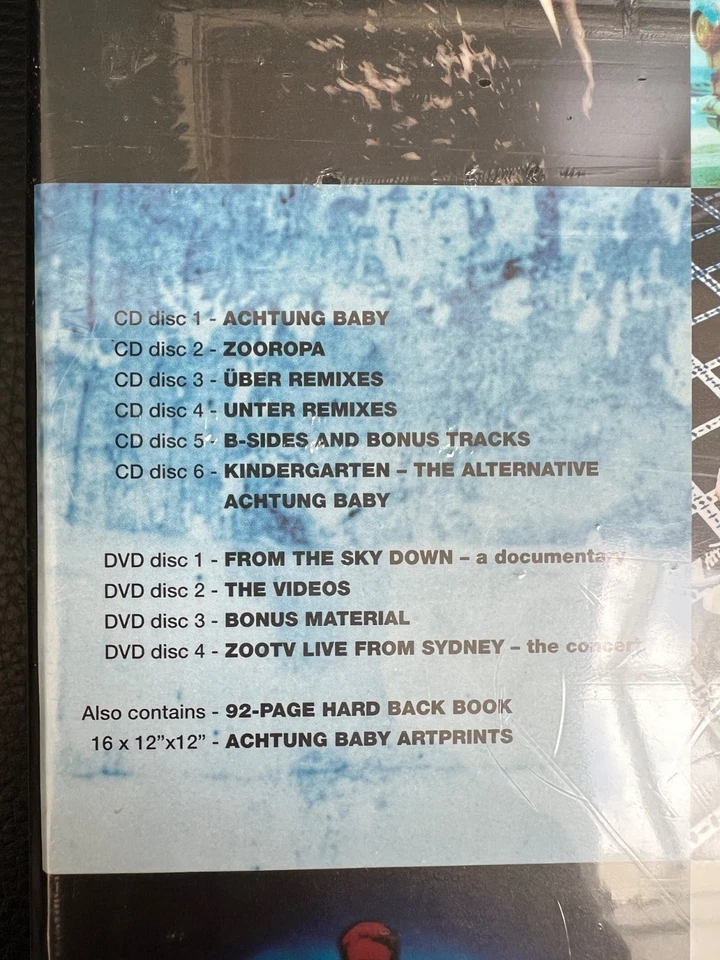 CD disc 1 - ACHTUNG BABY
CD disc 2 - ZOOROPA
CD disc 3 - ÜBER REMIXES
CD disc 4 - UNTER REMIXES
CD disc 5 - B-SIDES AND BONUS TRACKS
CD disc 6 - KINDERGARTEN – THE ALTERNATIVE
ACHTUNG BABY
DVD disc 1 - FROM THE SKY DOWN – a documentary
DVD disc 2 - THE VIDEOS
DVD disc 3 - BONUS MATERIAL
DVD disc 4 - ZOOTV LIVE FROM SYDNEY – the concert
Also contains - 92-PAGE HARD BACK BOOK
16 x 12”x12” - ACHTUNG BABY ARTPRINTS